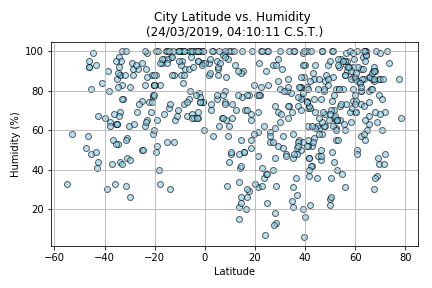 City Latitude vs. Humidity
(24/03/2019, 04:10:11 C.S.T.)
100
80
60
40
20
Humidity (%)
−60 −40 −20 0 20 40 60 80
Latitude